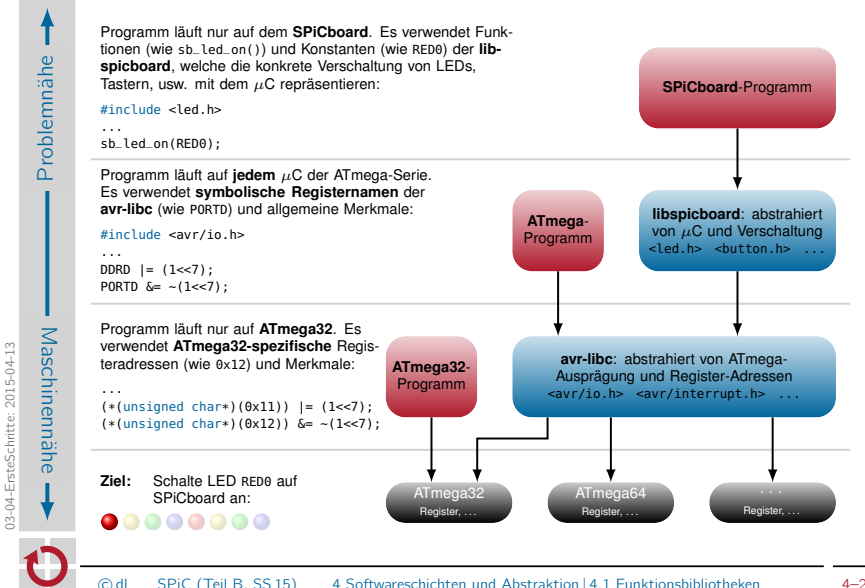 Problemnähe
Maschinennähe
03-04-ErsteSchritte: 2015-04-13
Programm läuft nur auf dem SPiCboard. Es verwendet Funk-
tionen (wie sb_led_on()) und Konstanten (wie RED0) der lib-
spicboard, welche die konkrete Verschaltung von LEDs,
Tastern, usw. mit dem µC repräsentieren:
#include <led.h>
...
sb_led_on(RED0);
SPiCboard-Programm
Programm läuft auf jedem µC der ATmega-Serie.
Es verwendet symbolische Registernamen der
avr-libc (wie PORTD) und allgemeine Merkmale:
#include <avr/io.h>
...
DDRD |= (1<<7);
PORTD &= ~(1<<7);
ATmega-
Programm
libspicboard: abstrahiert
von µC und Verschaltung
<led.h> <button.h> ...
Programm läuft nur auf ATmega32. Es
verwendet ATmega32-spezifische Regis-
teradressen (wie 0x12) und Merkmale:
...
(*(unsigned char*)(0x11)) |= (1<<7);
(*(unsigned char*)(0x12)) &= ~(1<<7);
ATmega32-
Programm
avr-libc: abstrahiert von ATmega-
Ausprägung und Register-Adressen
<avr/io.h> <avr/interrupt.h> ...
Ziel: Schalte LED RED0 auf
SPiCboard an:
ATmega32
Register, ...
ATmega64
Register, ...
...
Register, ...
© dl SPiC (Teil B, SS 15) 4 Softwareschichten und Abstraktion | 4.1 Funktionsbibliotheken 4–2